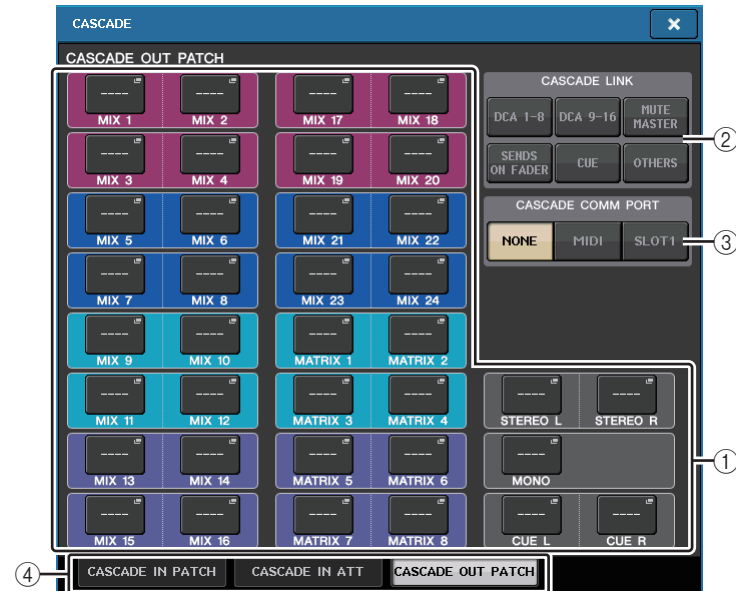 CASCADE
CASCADE OUT PATCH
---- ---- ---- ----
MIX 1 MIX 2 MIX 17 MIX 18
---- ---- ---- ----
MIX 3 MIX 4 MIX 19 MIX 20
---- ---- ---- ----
MIX 5 MIX 6 MIX 21 MIX 22
---- ---- ---- ----
MIX 7 MIX 8 MIX 23 MIX 24
---- ---- ---- ----
MIX 9 MIX 10 MATRIX 1 MATRIX 2
---- ---- ---- ----
MIX 11 MIX 12 MATRIX 3 MATRIX 4
---- ---- ---- ----
MIX 13 MIX 14 MATRIX 5 MATRIX 6
---- ---- ---- ----
MIX 15 MIX 16 MATRIX 7 MATRIX 8
CASCADE LINK
DCA 1-8 DCA 9-16 MUTE MASTER
SENDS ON FADER CUE OTHERS
②
CASCADE COMM PORT
NONE MIDI SLOT1
③
---- ----
STEREO L STEREO R
----
MONO
①
---- ----
CUE L CUE R
④
CASCADE IN PATCH CASCADE IN ATT CASCADE OUT PATCH